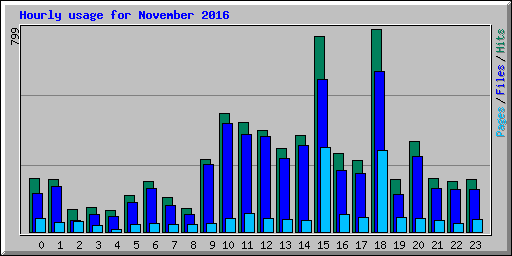 Hourly usage for November 2016
799
Pages / Files / Hits
0 1 2 3 4 5 6 7 8 9 10 11 12 13 14 15 16 17 18 19 20 21 22 23